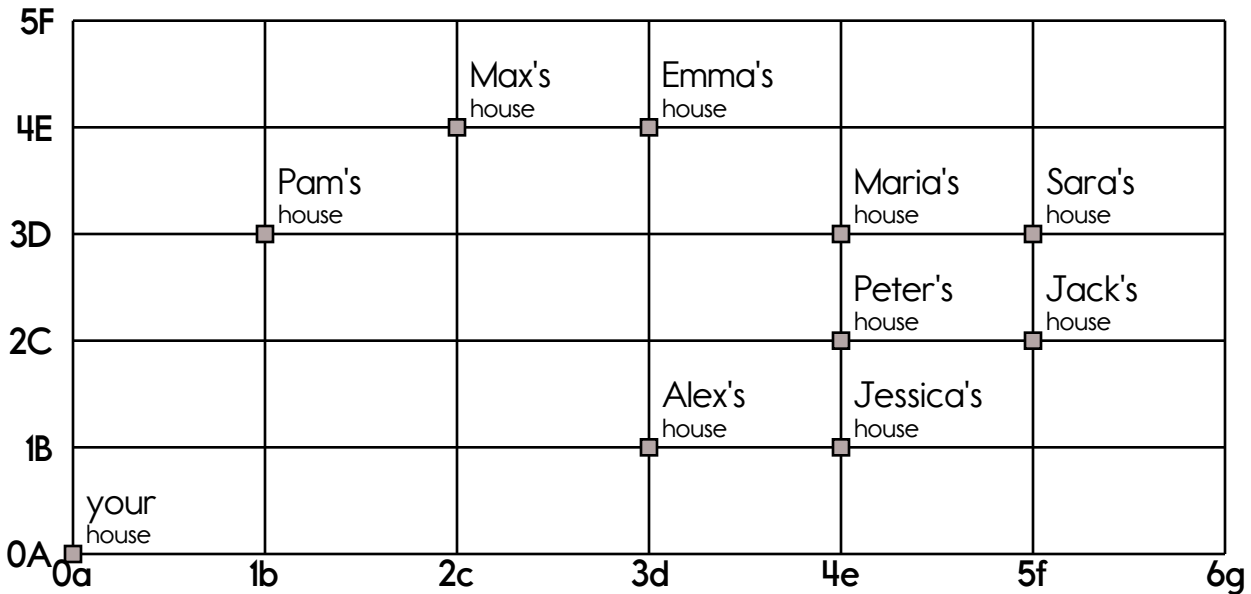 5F
Max's
house
Emma's
house
4E
Pam's
house
Maria's
house
Sara's
house
3D
Peter's
house
Jack's
house
2C
Alex's
house
Jessica's
house
1B
your
house
0A
0a 1b 2c 3d 4e 5f 6g